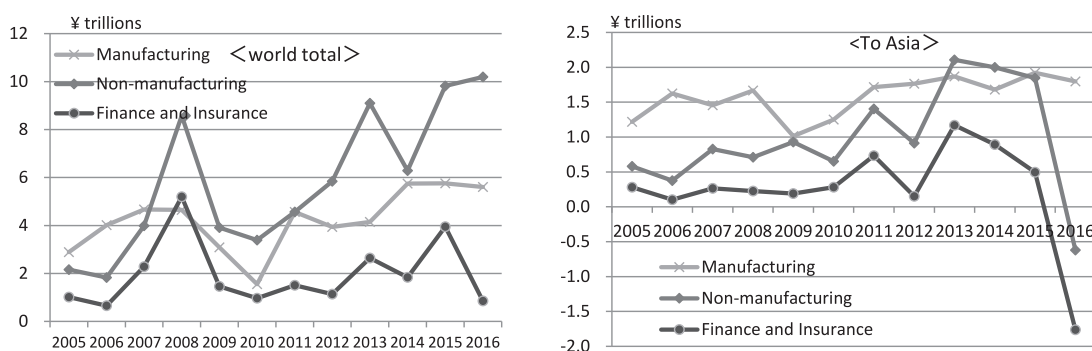 ¥ trillions
12
10
8
6
4
2
0
Manufacturing
＜world total＞
Non-manufacturing
Finance and Insurance
2005 2006 2007 2008 2009 2010 2011 2012 2013 2014 2015 2016
¥ trillions
2.5
2.0
1.5
1.0
0.5
0.0
-0.5
-1.0
-1.5
-2.0
<To Asia＞
2005 2006 2007 2008 2009 2010 2011 2012 2013 2014 2015 2016
Manufacturing
Non-manufacturing
Finance and Insurance